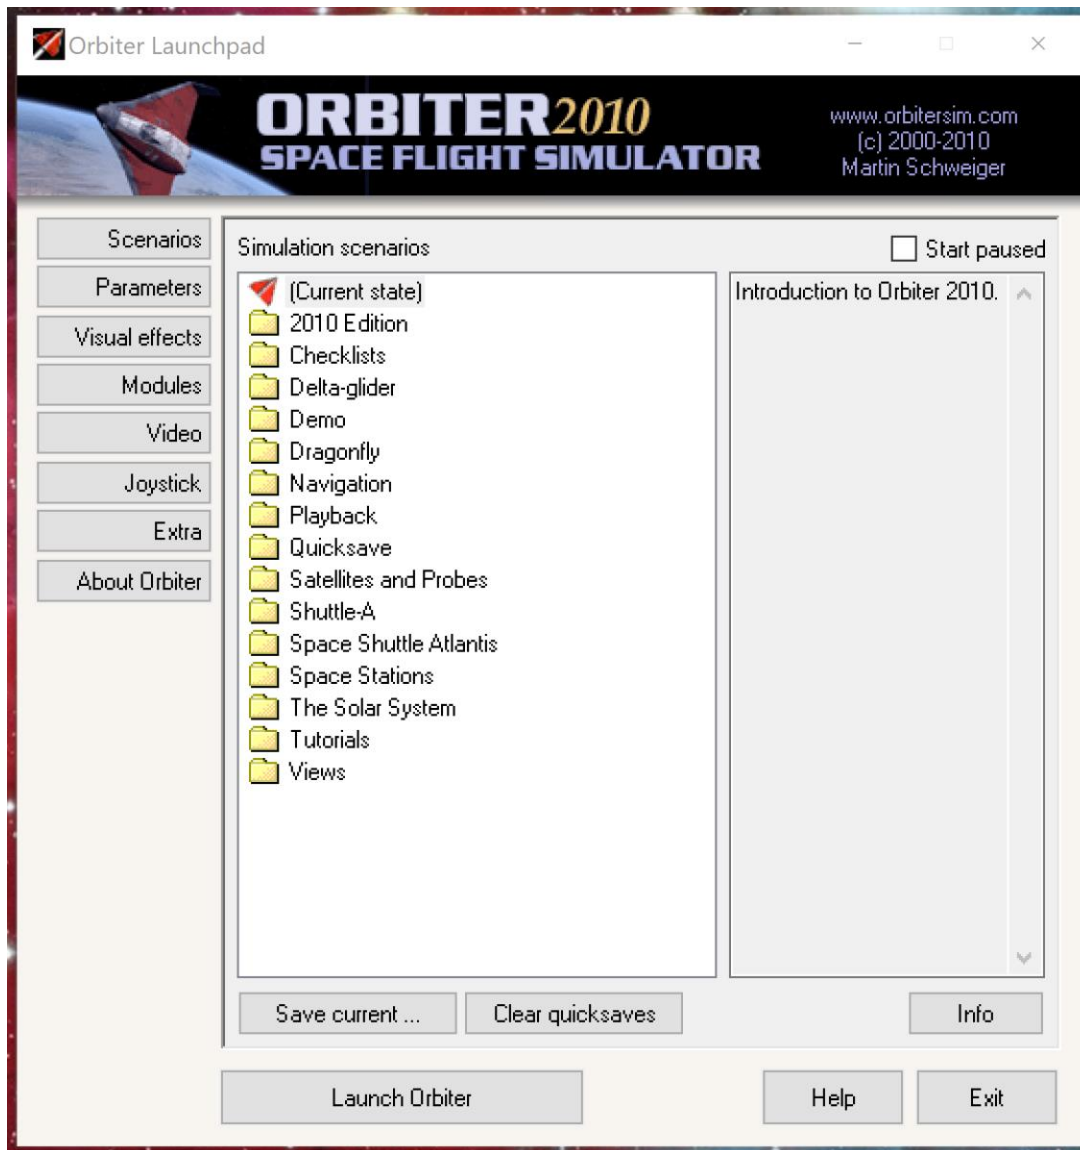 Orbiter Launchpad
ORBITER2010
SPACE FLIGHT SIMULATOR
www.orbitersim.com
(c) 2000-2010
Martin Schweiger
Scenarios
Parameters
Visual effects
Modules
Video
Joystick
Extra
About Orbiter
Simulation scenarios
Start paused
(Current state)
2010 Edition
Checklists
Delta-glider
Demo
Dragonfly
Navigation
Playback
Quicksave
Satellites and Probes
Shuttle-A
Space Shuttle Atlantis
Space Stations
The Solar System
Tutorials
Views
Introduction to Orbiter 2010.
Save current ...
Clear quicksaves
Info
Launch Orbiter
Help
Exit